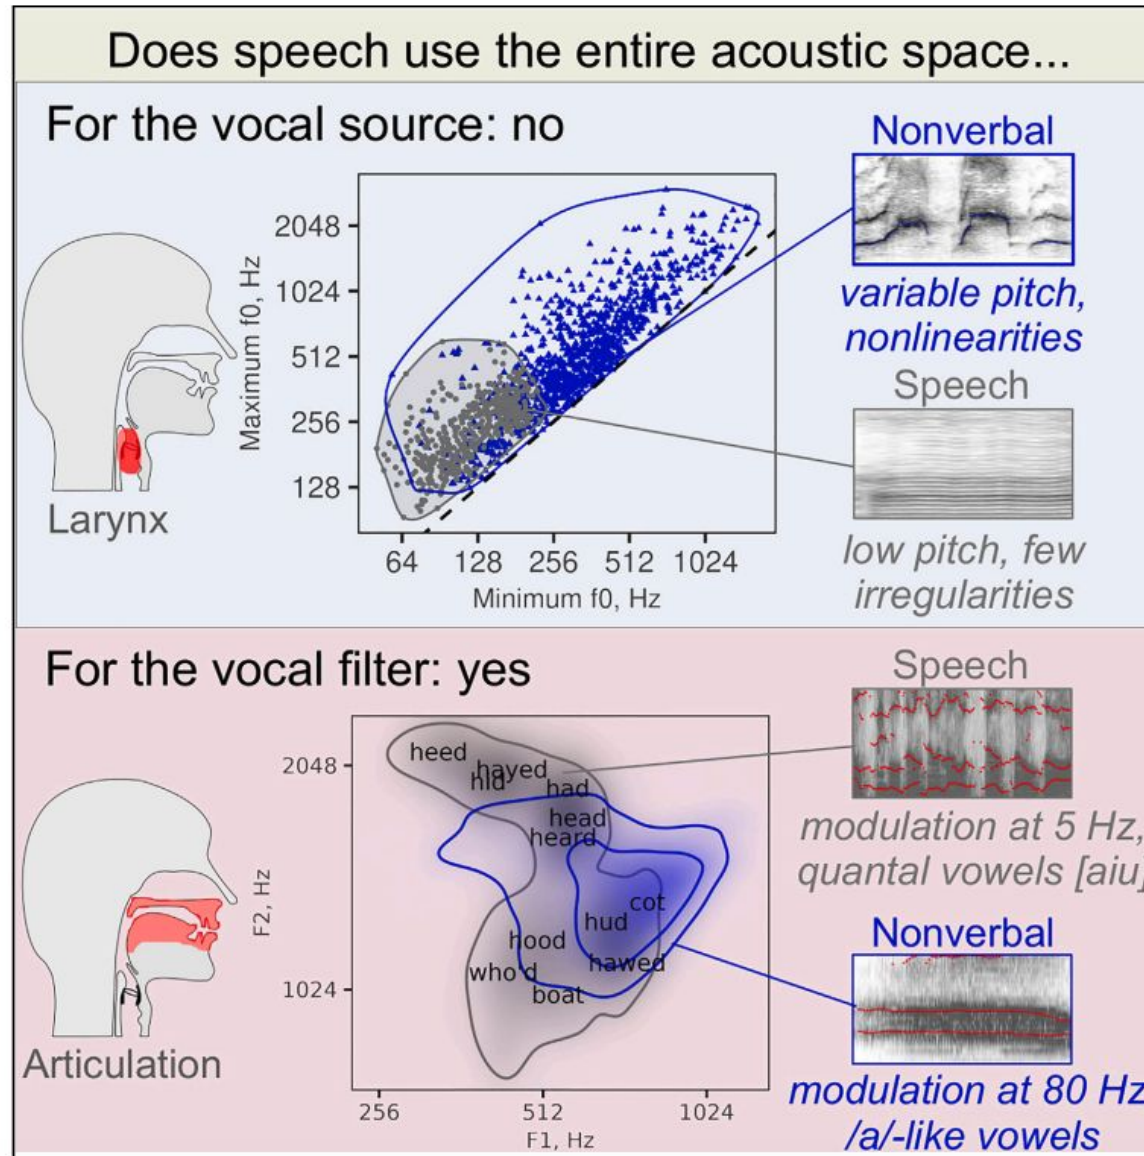 Does speech use the entire acoustic space...
For the vocal source: no
Larynx
Maximum f0, Hz
2048
1024
512
256
128
64
128
256
512
1024
Minimum f0, Hz
Nonverbal
variable pitch,
nonlinearities
Speech
low pitch, few
irregularities
For the vocal filter: yes
Articulation
F2, Hz
2048
1024
heed
hayed
hid
had
head
heard
cot
hud
hood
hawed
who'd
boat
256
512
1024
F1, Hz
Speech
modulation at 5 Hz,
quantal vowels [aiu]
Nonverbal
modulation at 80 Hz
/a/-like vowels